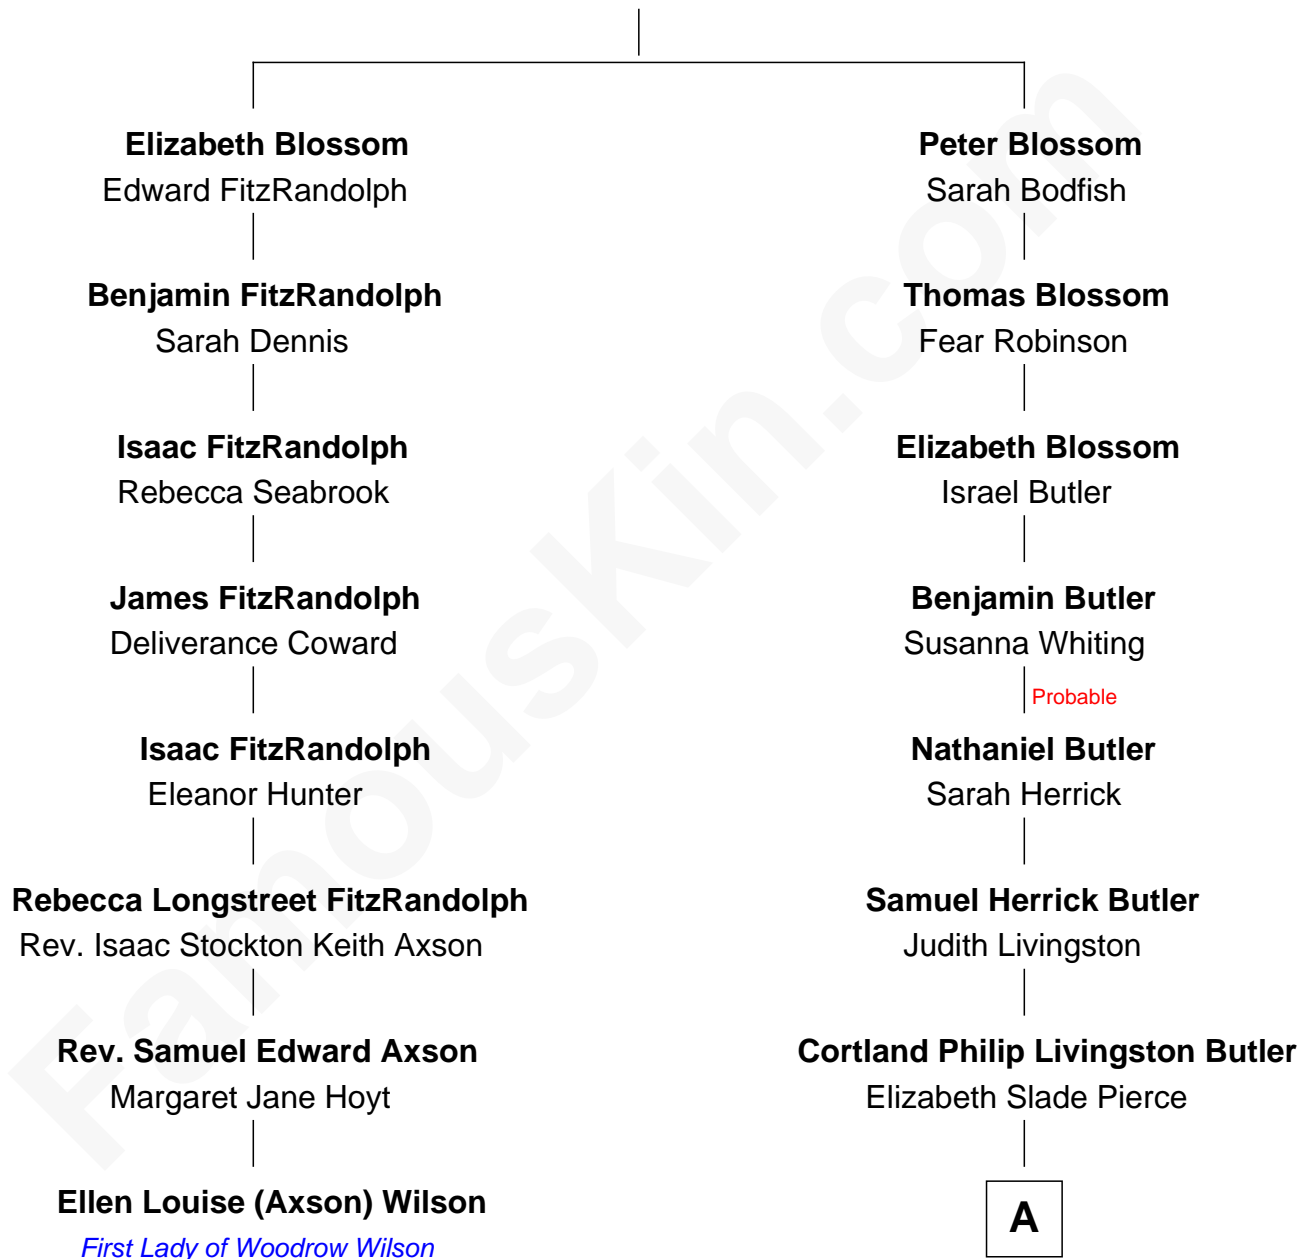 Elizabeth Blossom
Edward FitzRandolph
Benjamin FitzRandolph
Sarah Dennis
Isaac FitzRandolph
Rebecca Seabrook
James FitzRandolph
Deliverance Coward
Isaac FitzRandolph
Eleanor Hunter
Rebecca Longstreet FitzRandolph
Rev. Isaac Stockton Keith Axson
Rev. Samuel Edward Axson
Margaret Jane Hoyt
Ellen Louise (Axson) Wilson
First Lady of Woodrow Wilson
Peter Blossom
Sarah Bodfish
Thomas Blossom
Fear Robinson
Elizabeth Blossom
Israel Butler
Benjamin Butler
Susanna Whiting
Probable
Nathaniel Butler
Sarah Herrick
Samuel Herrick Butler
Judith Livingston
Cortland Philip Livingston Butler
Elizabeth Slade Pierce
A
FamousKin.com